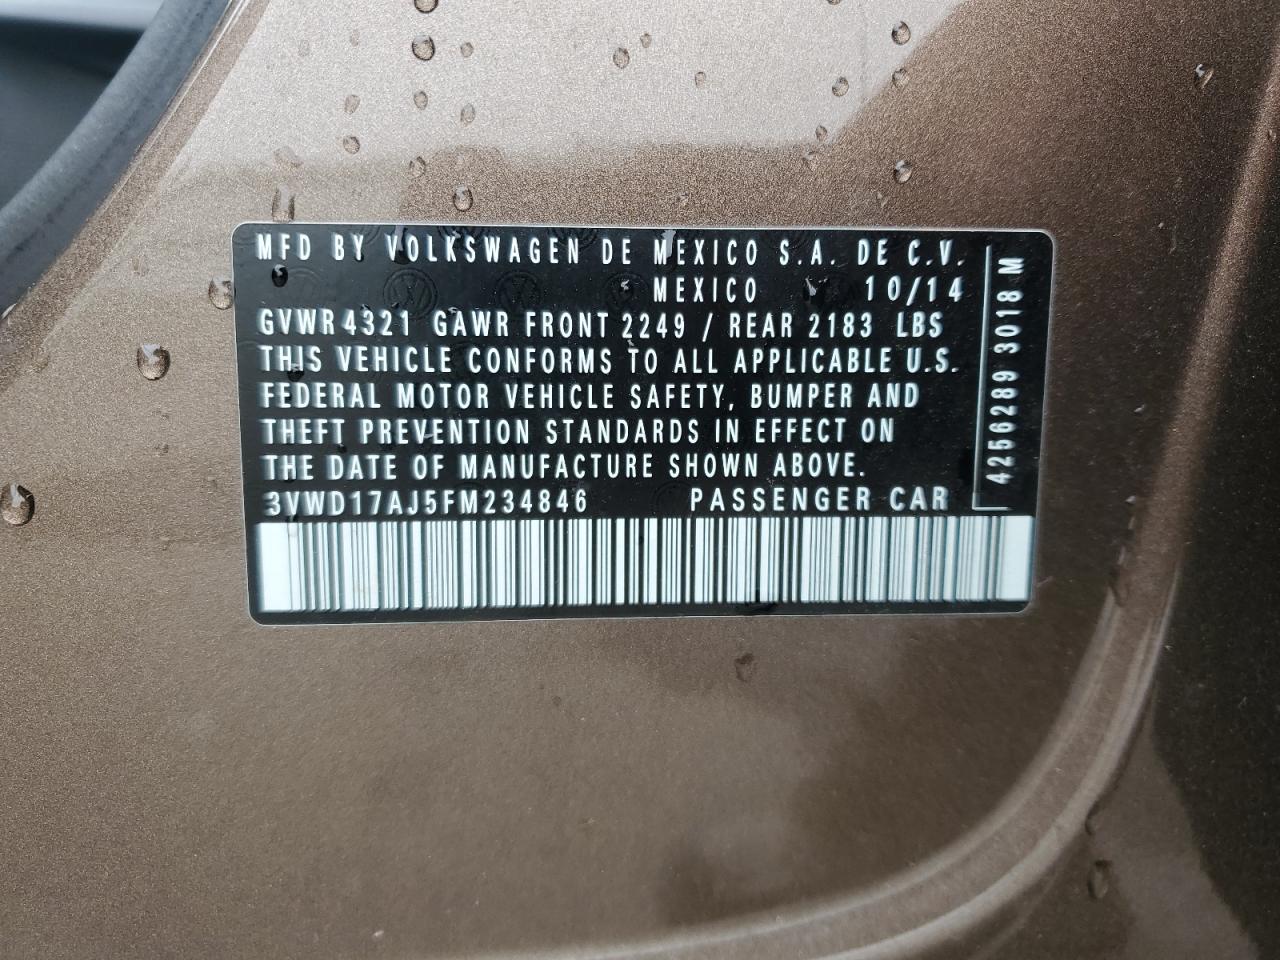 MFD BY VOLKSWAGEN DE MEXICO S.A. DE C.V.
MEXICO 10/14
GVWR 4321 GAWR FRONT 2249 / REAR 2183 LBS
THIS VEHICLE CONFORMS TO ALL APPLICABLE U.S.
FEDERAL MOTOR VEHICLE SAFETY, BUMPER AND
THEFT PREVENTION STANDARDS IN EFFECT ON
THE DATE OF MANUFACTURE SHOWN ABOVE.
3VWD17AJ5FM234846 PASSENGER CAR
4256289 3018 M